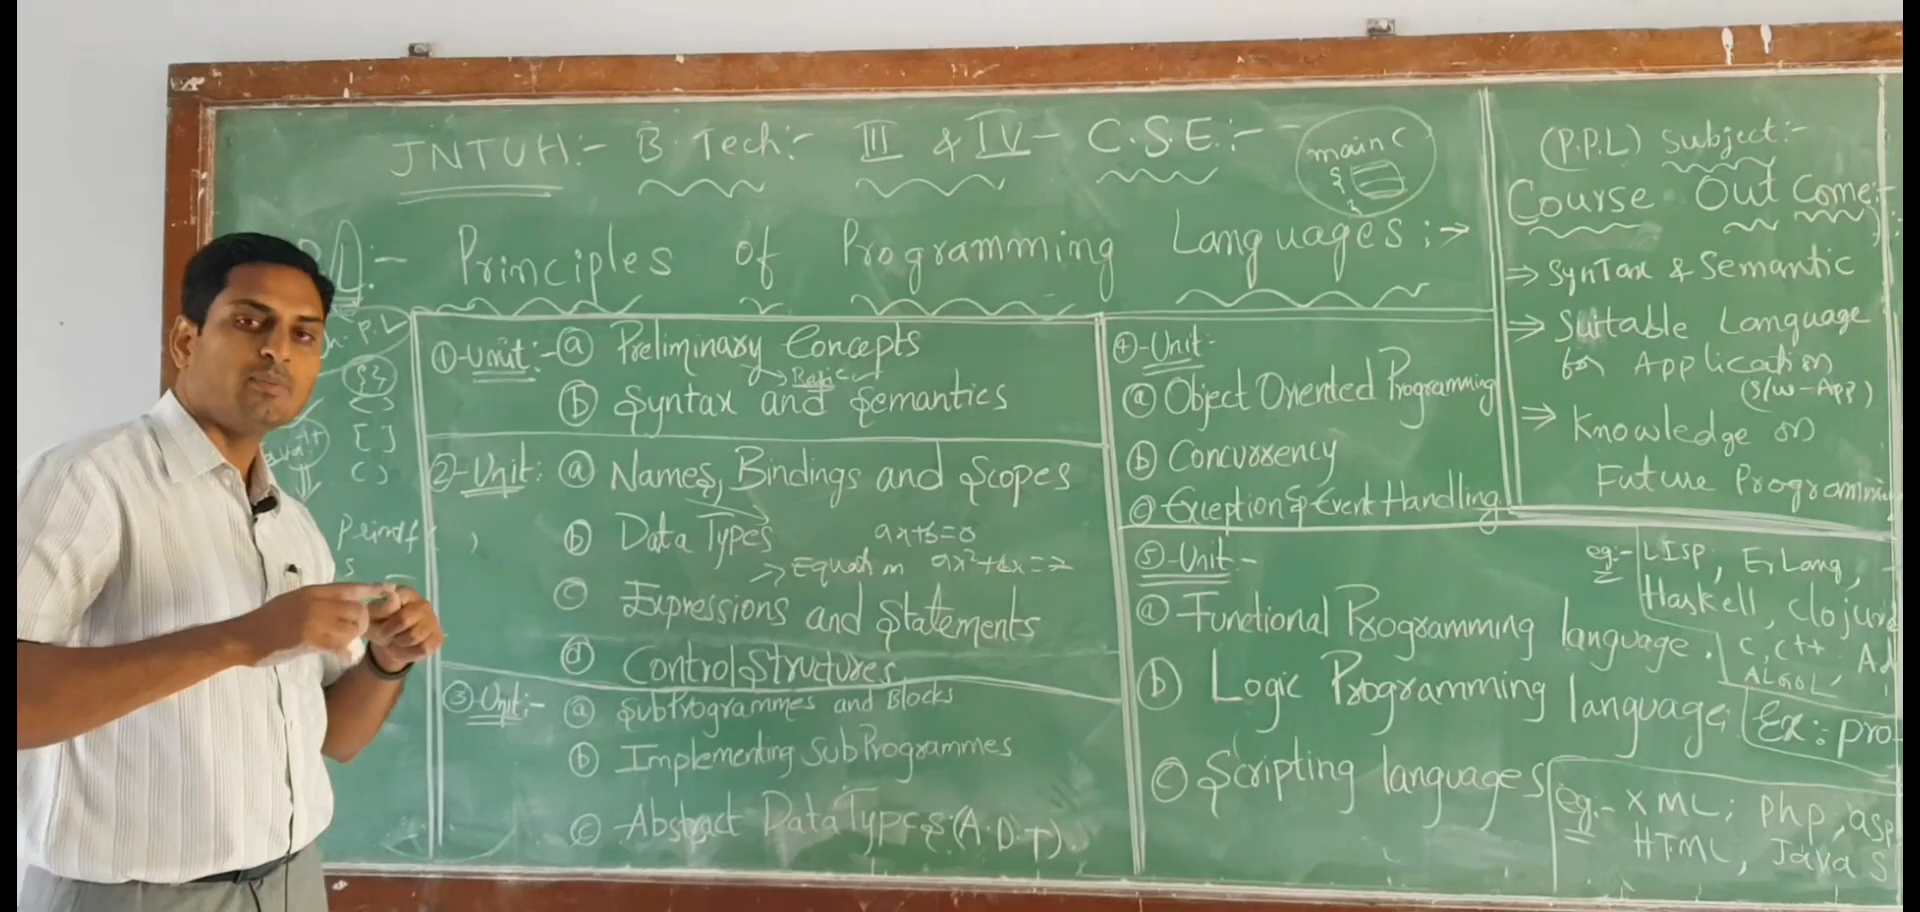 JNTUH:- B.Tech:- III & IV- C.S.E:-
main C
Principles of Programming Languages:->
①-Unit:- ⓐ Preliminary Concepts
ⓑ Syntax and Semantics
②-Unit: ⓐ Names, Bindings and Scopes
ⓑ Data Types
ax+b=0
-> Equation
ⓒ Expressions and Statements
ⓓ Control Structures
③-Unit:- ⓐ SubProgrammes and Blocks
ⓑ Implementing SubProgrammes
ⓒ Abstract DataTypes (A.D.T).
④-Unit:-
ⓐ Object Oriented Programming
ⓑ Concurrency
ⓒ Exception & Event Handling
⑤-Unit:-
ⓐ Functional Programming language.
eg:- LISP, ErLang,
Haskell, Clojure
C, C++
ALGOL,
ⓑ Logic Programming language;
Ex: pro
ⓒ Scripting languages
eg:- XML; php, asp
HTML, Java S
(P.P.L) Subject:-
Course Out Come:-
=> SynTax & Semantic
=> Suitable Language
for Application
(S/w-App)
=> Knowledge on
Future Programmin
{ }
[ ]
( )
Printf ( )